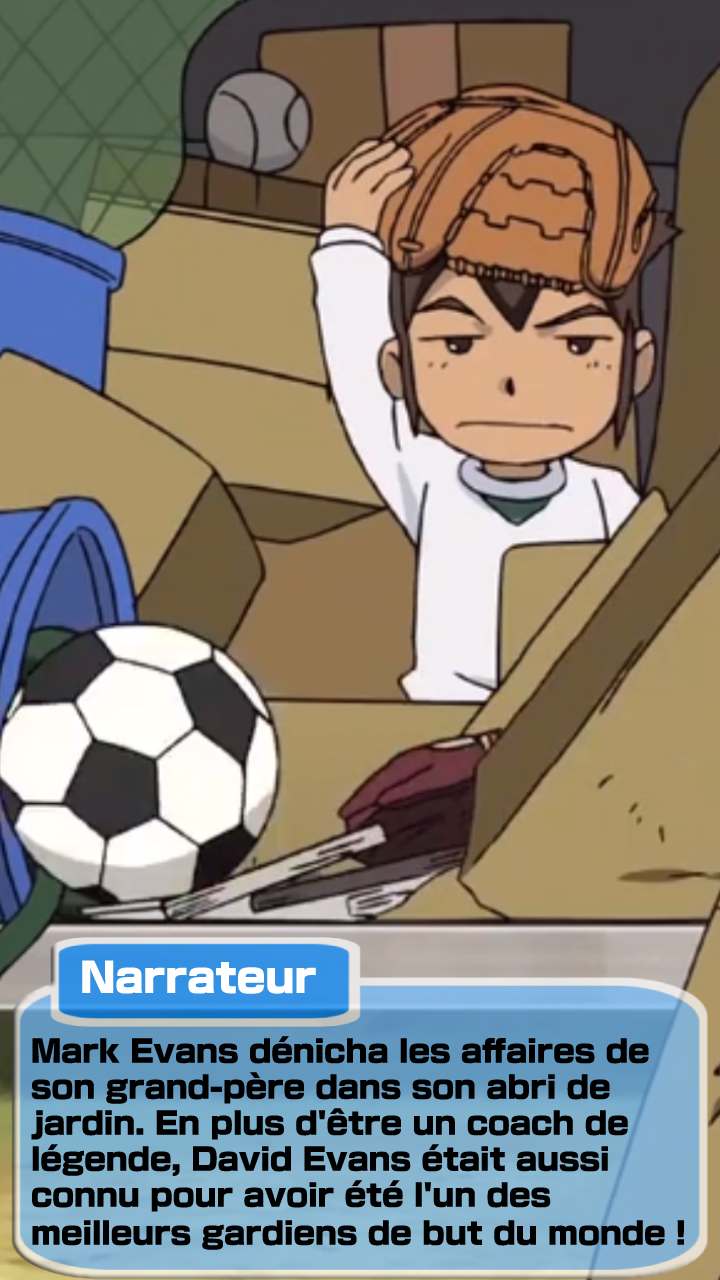 Narrateur
Mark Evans dénicha les affaires de
son grand-père dans son abri de
jardin. En plus d'être un coach de
légende, David Evans était aussi
connu pour avoir été l'un des
meilleurs gardiens de but du monde !